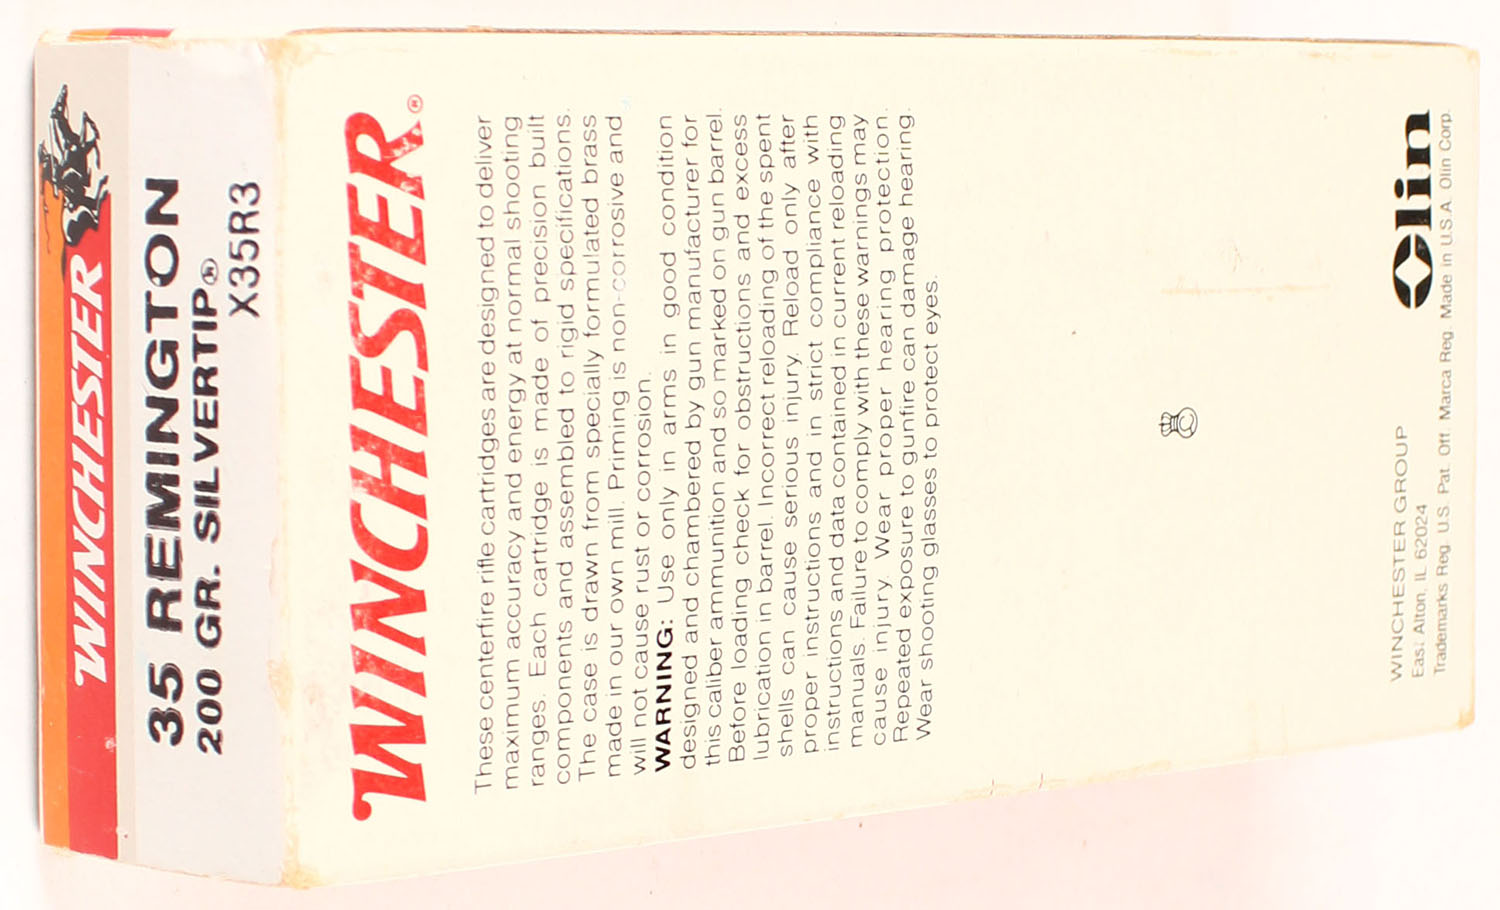 WINCHESTER
35 REMINGTON
200 GR. SILVERTIP®
X35R3
WINCHESTER®
These centerfire rifle cartridges are designed to deliver
maximum accuracy and energy at normal shooting
ranges. Each cartridge is made of precision built
components and assembled to rigid specifications.
The case is drawn from specially formulated brass
made in our own mill. Priming is non-corrosive and
will not cause rust or corrosion.
WARNING: Use only in arms in good condition
designed and chambered by gun manufacturer for
this caliber ammunition and so marked on gun barrel.
Before loading check for obstructions and excess
lubrication in barrel. Incorrect reloading of the spent
shells can cause serious injury. Reload only after
proper instructions and in strict compliance with
instructions and data contained in current reloading
manuals. Failure to comply with these warnings may
cause injury. Wear proper hearing protection.
Repeated exposure to gunfire can damage hearing.
Wear shooting glasses to protect eyes.
WINCHESTER GROUP
East Alton, IL 62024
Olin
Trademarks Reg. U.S. Pat. Off. Marca Reg. Made in U.S.A. Olin Corp.